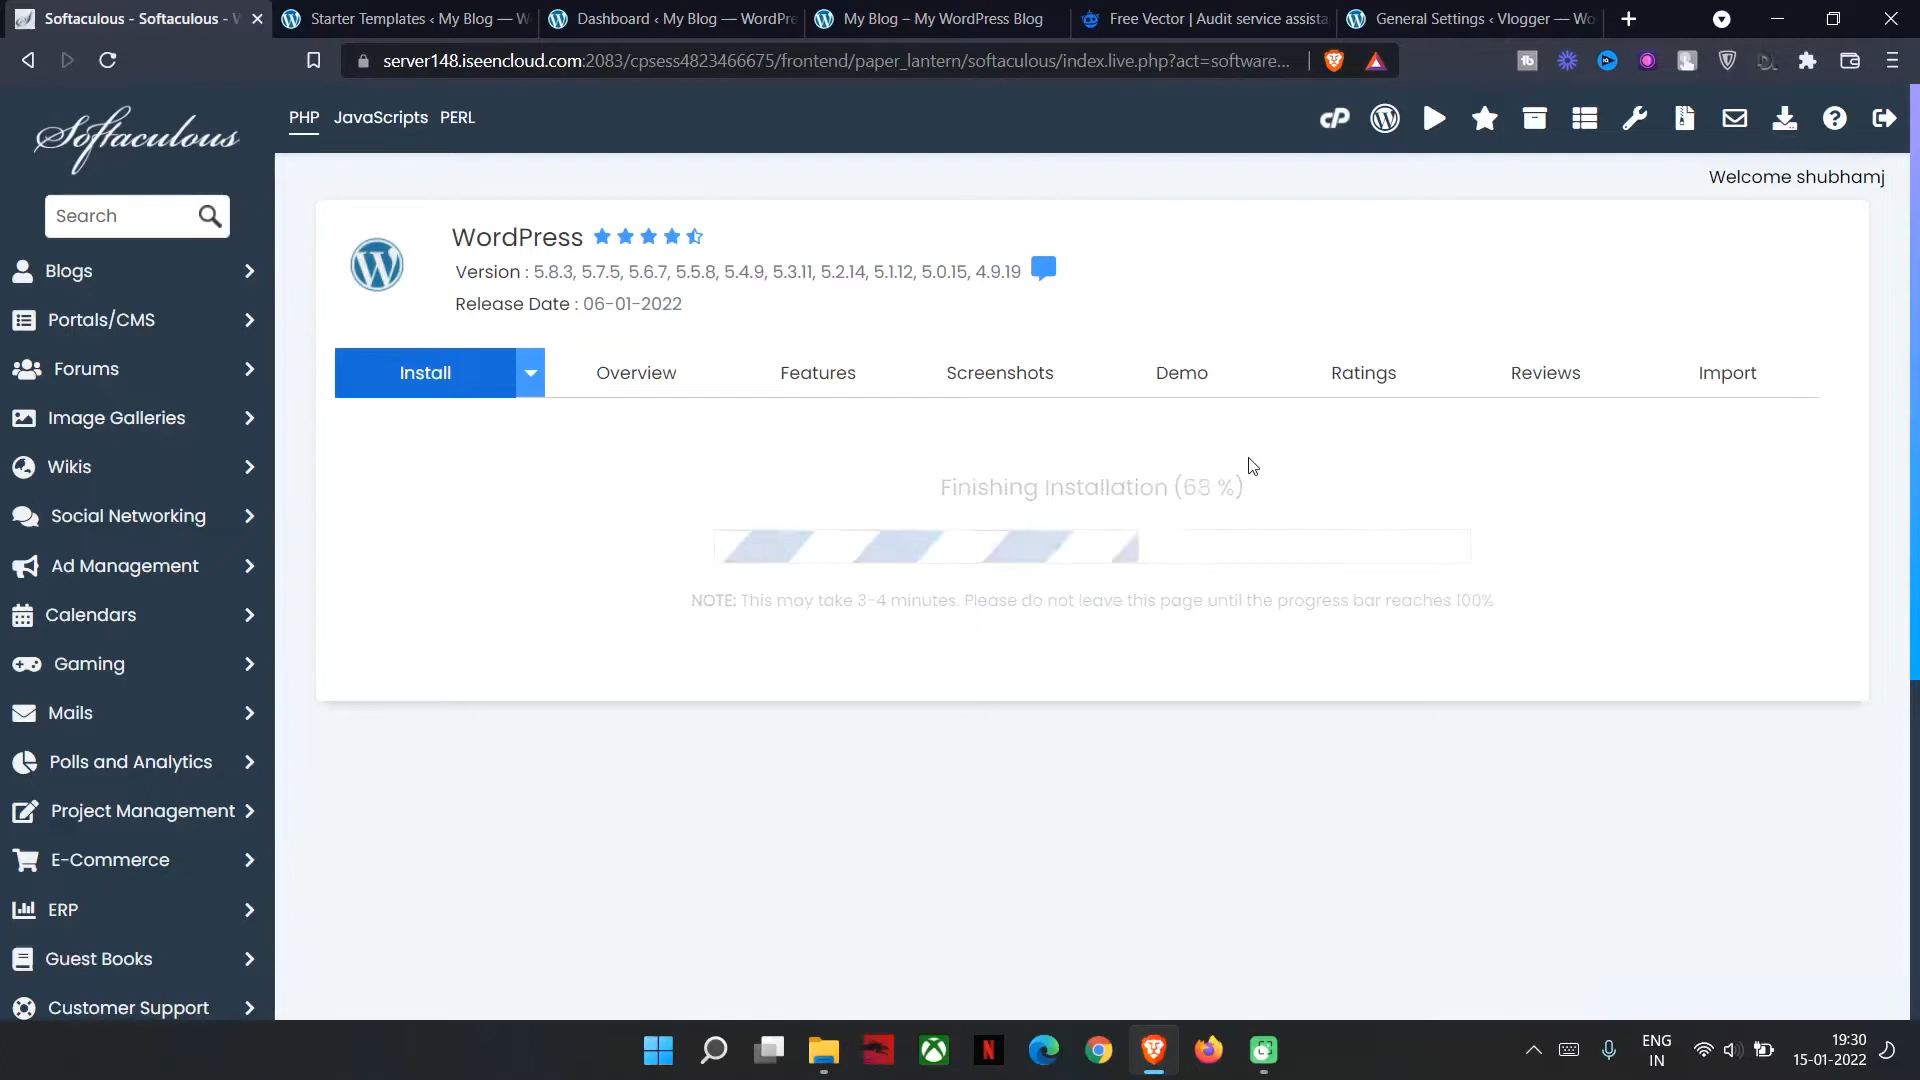 Softaculous - Softaculous - W
Starter Templates ‹ My Blog — W
Dashboard ‹ My Blog — WordPre
My Blog – My WordPress Blog
Free Vector | Audit service assista
General Settings ‹ Vlogger — Wo
server148.iseencloud.com:2083/cpsess4823466675/frontend/paper_lantern/softaculous/index.live.php?act=software...
Softaculous
PHP
JavaScripts
PERL
Welcome shubhamj
Search
Blogs
Portals/CMS
Forums
Image Galleries
Wikis
Social Networking
Ad Management
Calendars
Gaming
Mails
Polls and Analytics
Project Management
E-Commerce
ERP
Guest Books
Customer Support
WordPress
Version : 5.8.3, 5.7.5, 5.6.7, 5.5.8, 5.4.9, 5.3.11, 5.2.14, 5.1.12, 5.0.15, 4.9.19
Release Date : 06-01-2022
Install
Overview
Features
Screenshots
Demo
Ratings
Reviews
Import
Finishing Installation (68 %)
NOTE: This may take 3-4 minutes. Please do not leave this page until the progress bar reaches 100%
ENG
IN
19:30
15-01-2022